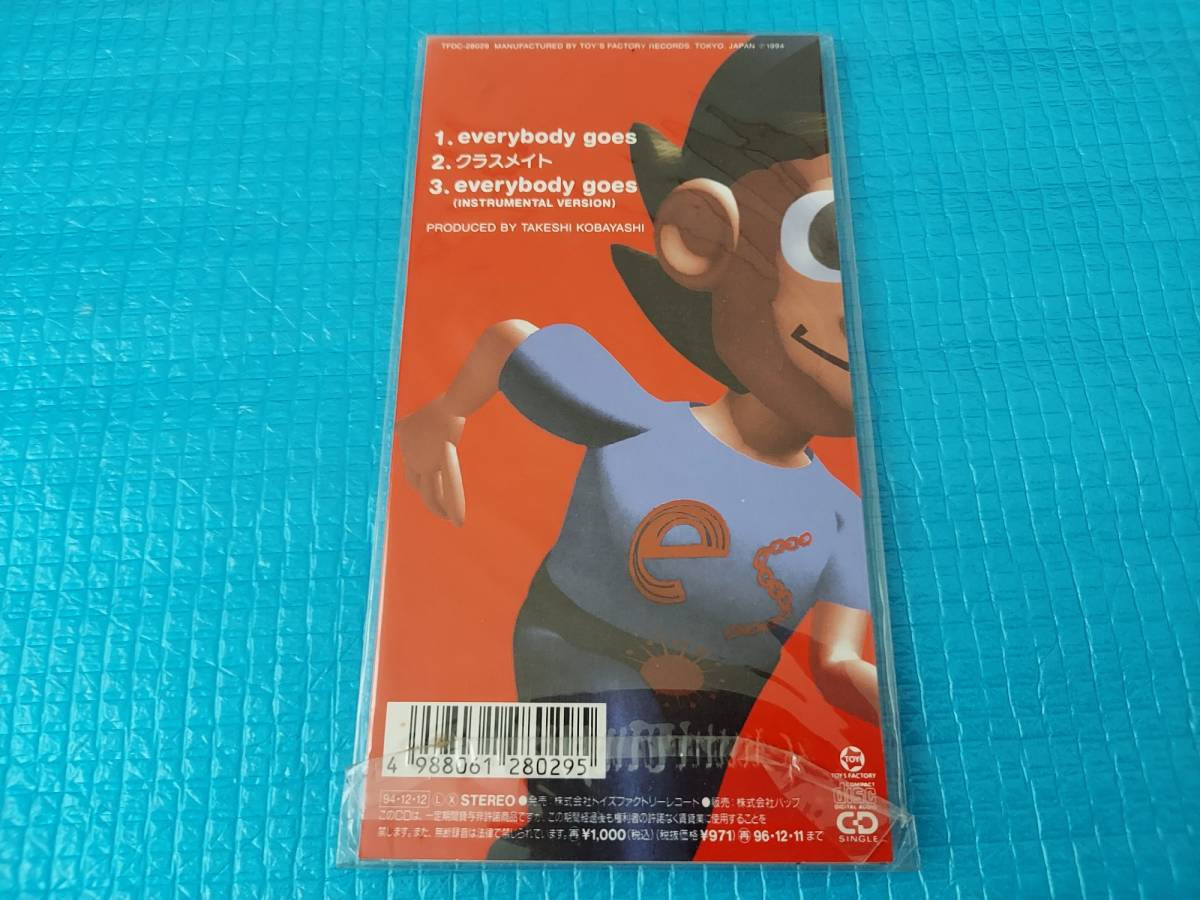 TFDC-28029 MANUFACTURED BY TOY'S FACTORY RECORDS. TOKYO, JAPAN ℗1994
1. everybody goes
2. クラスメイト
3. everybody goes
(INSTRUMENTAL VERSION)
PRODUCED BY TAKESHI KOBAYASHI
e
4 988061 280295
TOY'S FACTORY
COMPACT
disc
DIGITAL AUDIO
CD
SINGLE
94・12・12 L X STEREO ●発売：株式会社トイズファクトリーレコード ●販売：株式会社バップ
このCDは、一定期間貸与非許諾商品ですが、この期間経過後も権利者の許諾なく賃貸業に使用することを
禁します。また、無断録音は法律で禁じられています。再 ¥1,000(税込)(税抜価格¥971) 再 96・12・11まで